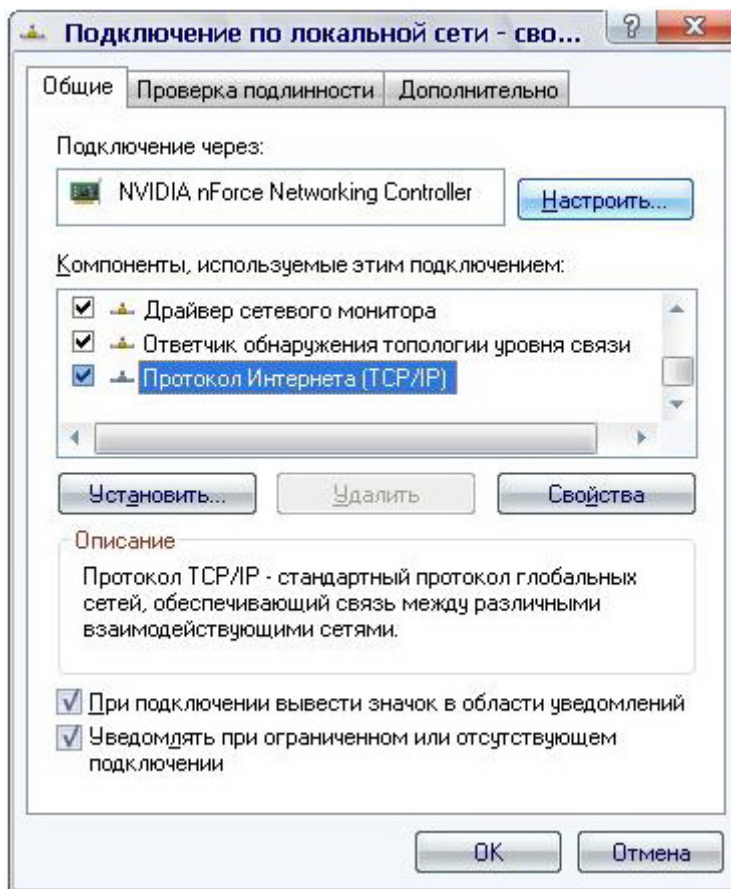 Подключение по локальной сети - сво...
Общие
Проверка подлинности
Дополнительно
Подключение через:
NVIDIA nForce Networking Controller
Настроить...
Компоненты, используемые этим подключением:
Драйвер сетевого монитора
Ответчик обнаружения топологии уровня связи
Протокол Интернета (TCP/IP)
Установить...
Удалить
Свойства
Описание
Протокол TCP/IP - стандартный протокол глобальных
сетей, обеспечивающий связь между различными
взаимодействующими сетями.
При подключении вывести значок в области уведомлений
Уведомлять при ограниченном или отсутствующем
подключении
OK
Отмена